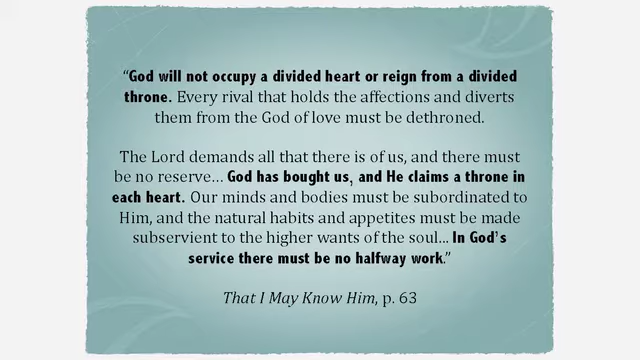 “God will not occupy a divided heart or reign from a divided
throne. Every rival that holds the affections and diverts
them from the God of love must be dethroned.
The Lord demands all that there is of us, and there must
be no reserve... God has bought us, and He claims a throne in
each heart. Our minds and bodies must be subordinated to
Him, and the natural habits and appetites must be made
subservient to the higher wants of the soul... In God’s
service there must be no halfway work.”
That I May Know Him, p. 63